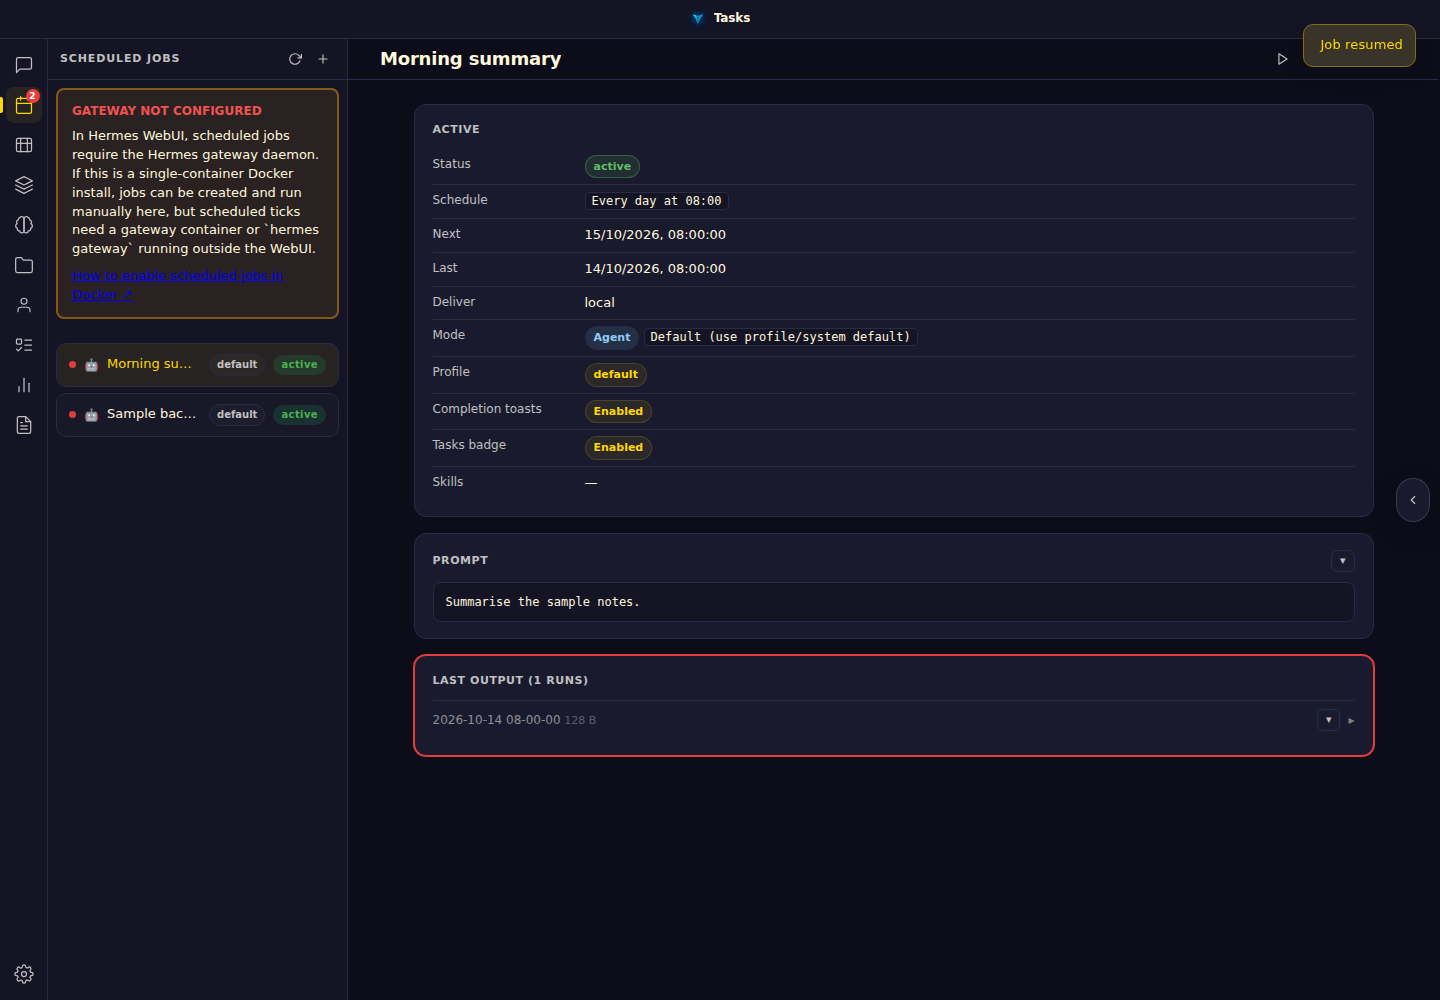 Tasks
Job resumed
SCHEDULED JOBS
Morning summary
2
GATEWAY NOT CONFIGURED
In Hermes WebUI, scheduled jobs
require the Hermes gateway daemon.
If this is a single-container Docker
install, jobs can be created and run
manually here, but scheduled ticks
need a gateway container or `hermes
gateway` running outside the WebUI.
How to enable scheduled jobs in
Docker ↗
Morning su… default active
Sample bac… default active
ACTIVE
Status active
Schedule Every day at 08:00
Next 15/10/2026, 08:00:00
Last 14/10/2026, 08:00:00
Deliver local
Mode Agent Default (use profile/system default)
Profile default
Completion toasts Enabled
Tasks badge Enabled
Skills —
PROMPT
Summarise the sample notes.
LAST OUTPUT (1 RUNS)
2026-10-14 08-00-00 128 B